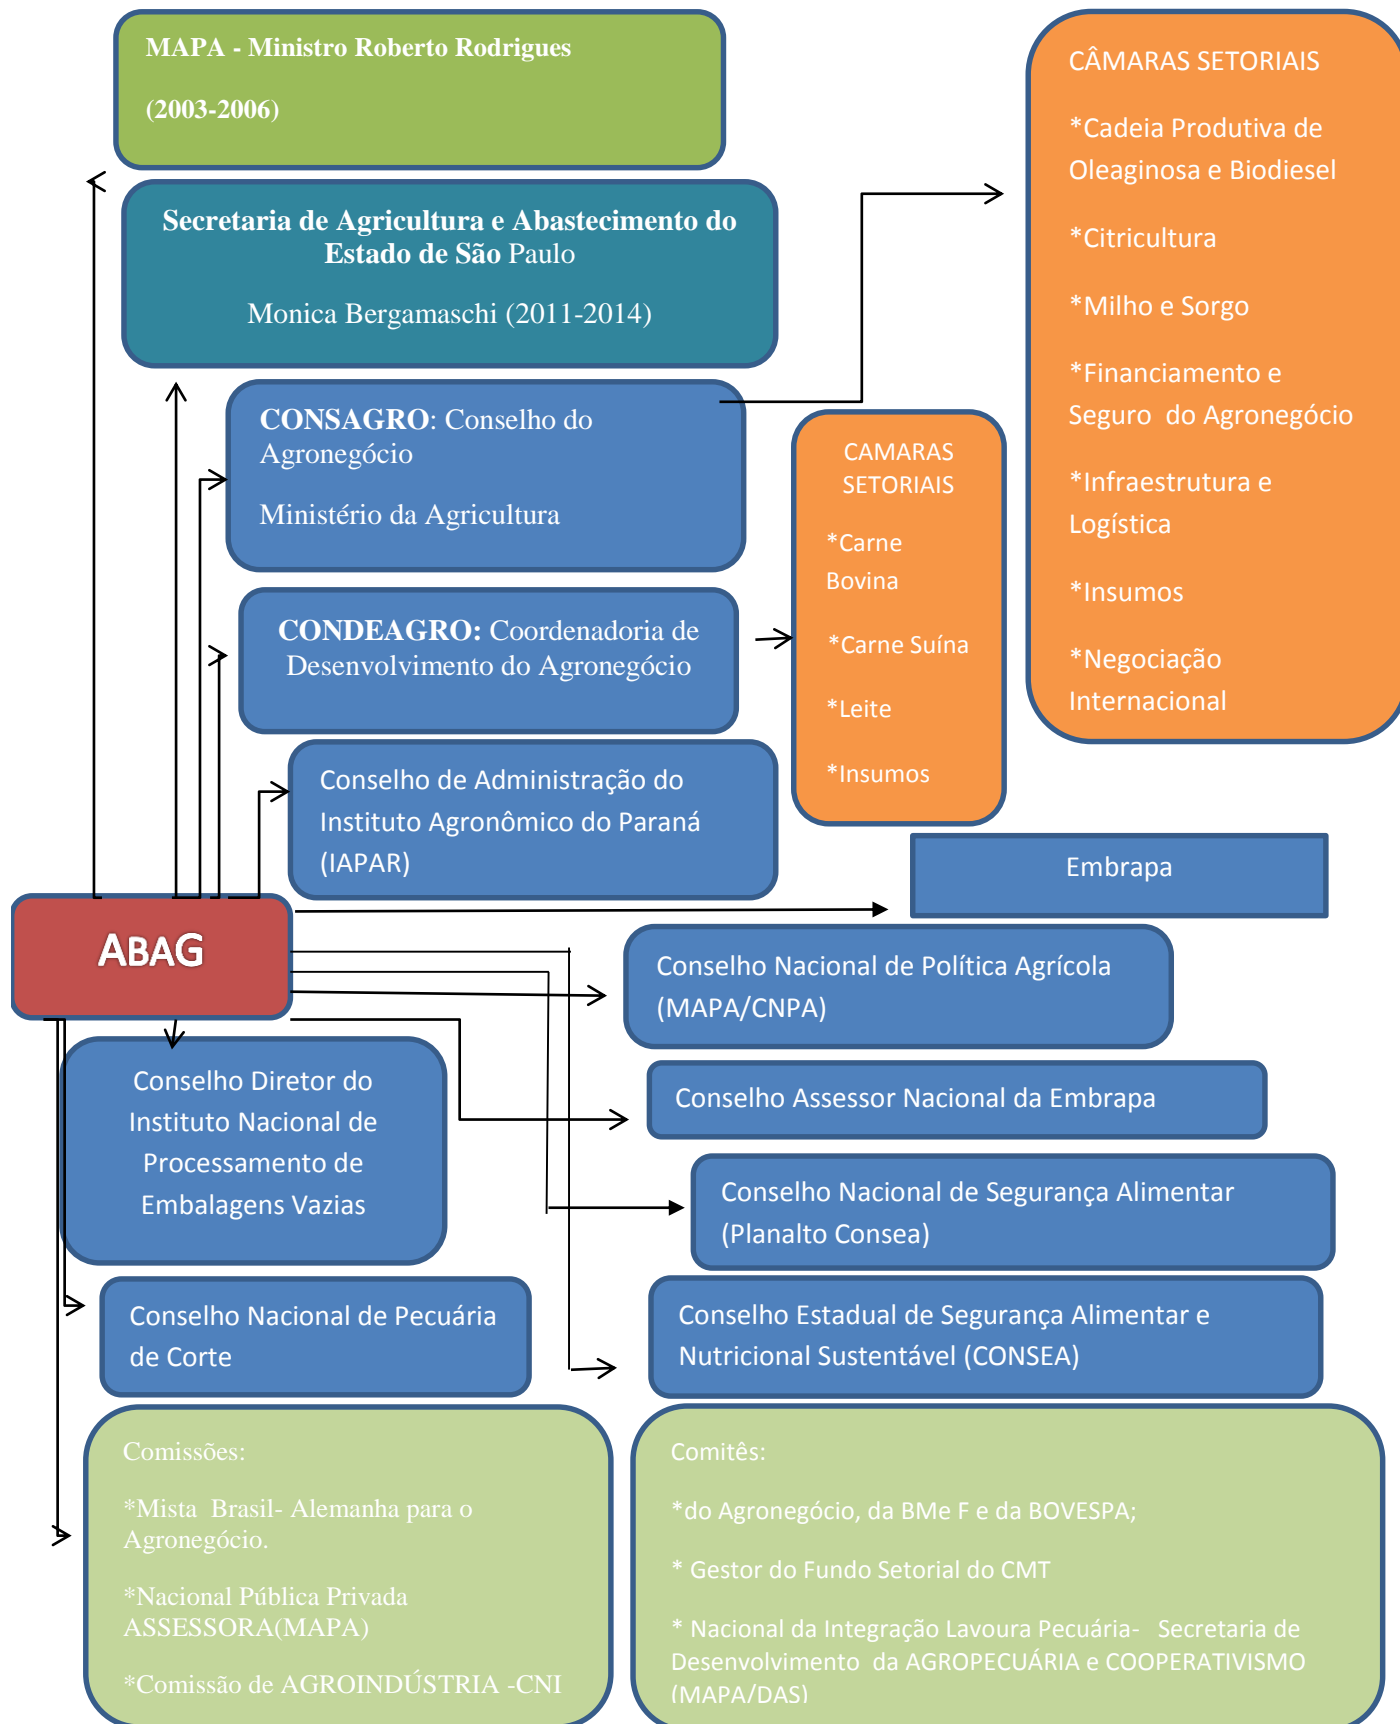 MAPA - Ministro Roberto Rodrigues
(2003-2006)
Secretaria de Agricultura e Abastecimento do
Estado de São Paulo
Monica Bergamaschi (2011-2014)
CONSAGRO: Conselho do
Agronegócio
Ministério da Agricultura
CONDEAGRO: Coordenadoria de
Desenvolvimento do Agronegócio
Conselho de Administração do
Instituto Agronômico do Paraná
(IAPAR)
CÂMARAS SETORIAIS
*Cadeia Produtiva de
Oleaginosa e Biodiesel
*Citricultura
*Milho e Sorgo
*Financiamento e
Seguro do Agronegócio
*Infraestrutura e
Logística
*Insumos
*Negociação
Internacional
CAMARAS
SETORIAIS
*Carne
Bovina
*Carne Suína
*Leite
*Insumos
Embrapa
ABAG
Conselho Nacional de Política Agrícola
(MAPA/CNPA)
Conselho Assessor Nacional da Embrapa
Conselho Nacional de Segurança Alimentar
(Planalto Consea)
Conselho Estadual de Segurança Alimentar e
Nutricional Sustentável (CONSEA)
Conselho Diretor do
Instituto Nacional de
Processamento de
Embalagens Vazias
Conselho Nacional de Pecuária
de Corte
Comissões:
*Mista Brasil- Alemanha para o
Agronegócio.
*Nacional Pública Privada
ASSESSORA(MAPA)
*Comissão de AGROINDÚSTRIA -CNI
Comitês:
*do Agronegócio, da BMe F e da BOVESPA;
* Gestor do Fundo Setorial do CMT
* Nacional da Integração Lavoura Pecuária- Secretaria de
Desenvolvimento da AGROPECUÁRIA e COOPERATIVISMO
(MAPA/DAS)